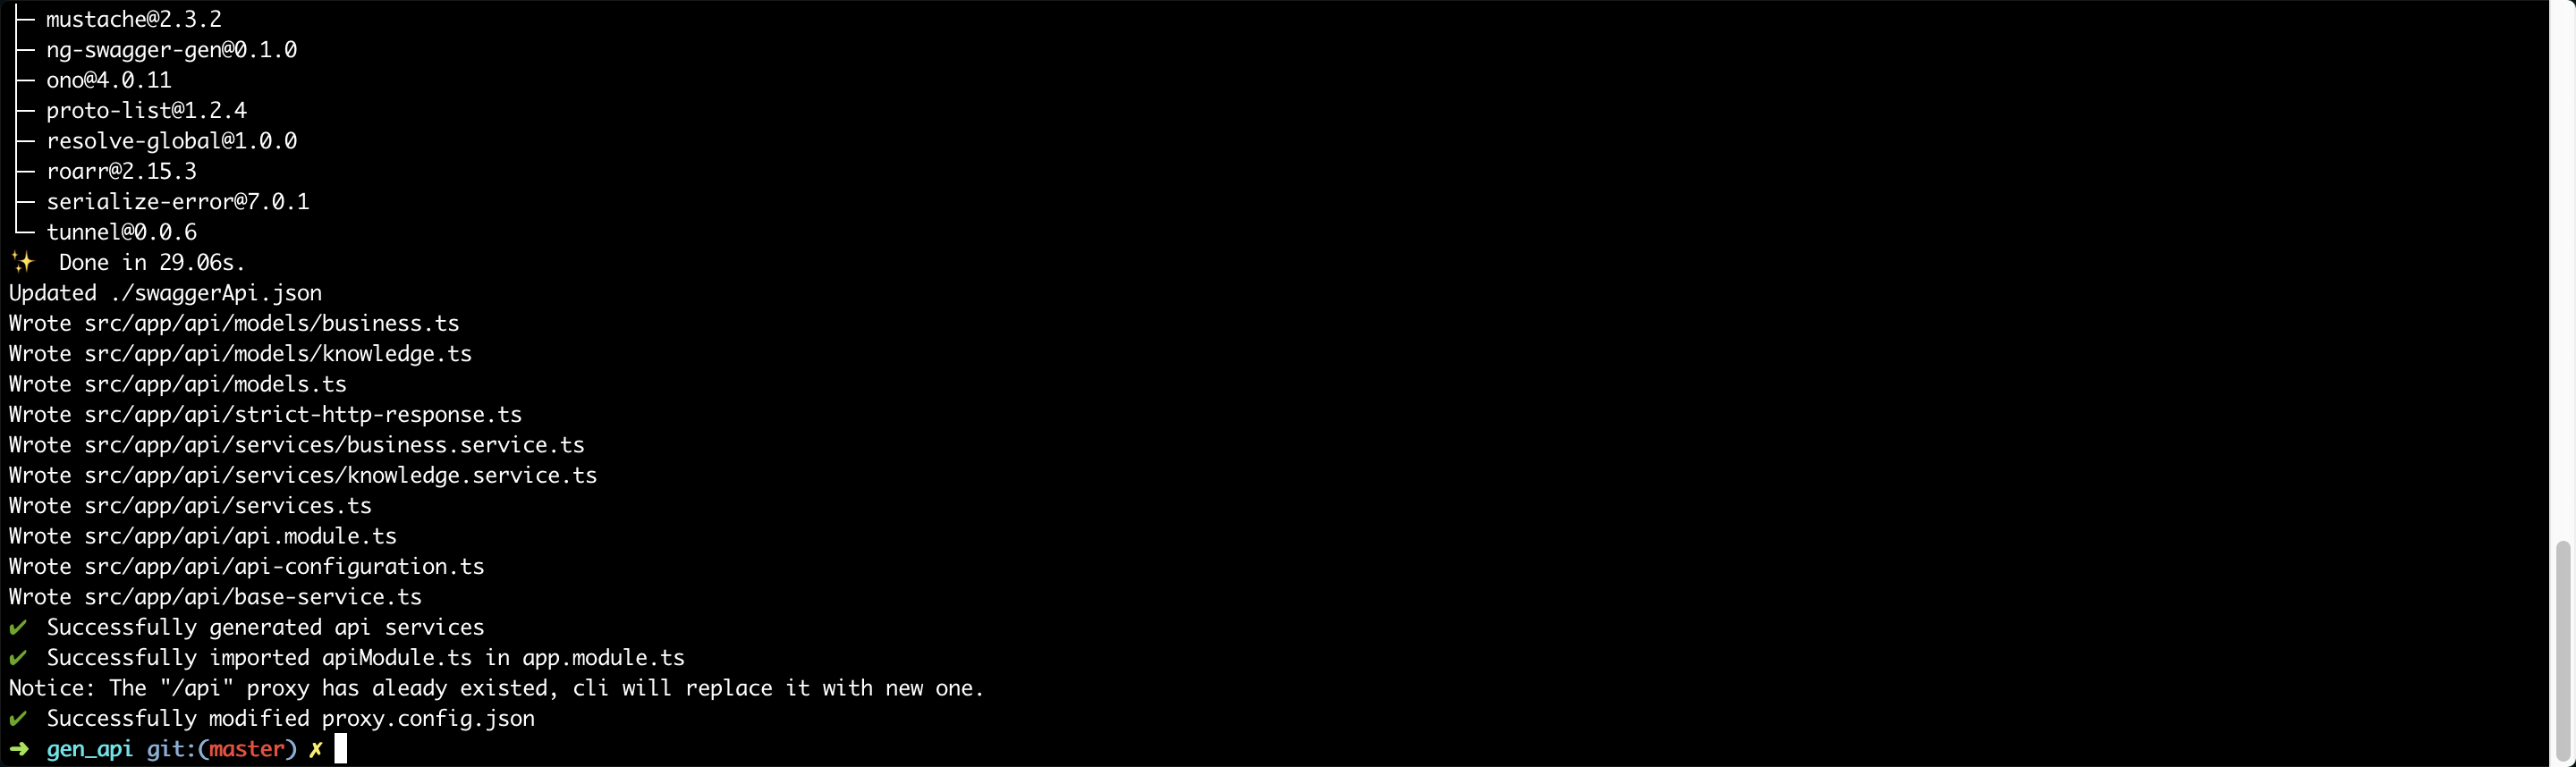 ├─ mustache@2.3.2
├─ ng-swagger-gen@0.1.0
├─ ono@4.0.11
├─ proto-list@1.2.4
├─ resolve-global@1.0.0
├─ roarr@2.15.3
├─ serialize-error@7.0.1
└─ tunnel@0.0.6
✨  Done in 29.06s.
Updated ./swaggerApi.json
Wrote src/app/api/models/business.ts
Wrote src/app/api/models/knowledge.ts
Wrote src/app/api/models.ts
Wrote src/app/api/strict-http-response.ts
Wrote src/app/api/services/business.service.ts
Wrote src/app/api/services/knowledge.service.ts
Wrote src/app/api/services.ts
Wrote src/app/api/api.module.ts
Wrote src/app/api/api-configuration.ts
Wrote src/app/api/base-service.ts
✔ Successfully generated api services
✔ Successfully imported apiModule.ts in app.module.ts
Notice: The "/api" proxy has aleady existed, cli will replace it with new one.
✔ Successfully modified proxy.config.json
➜ gen_api git:(master) ✗